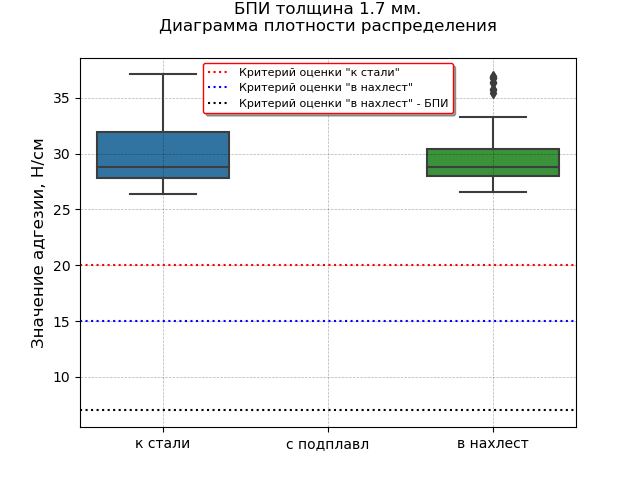 БПИ толщина 1.7 мм.
Диаграмма плотности распределения
Критерий оценки "к стали"
Критерий оценки "в нахлест"
Критерий оценки "в нахлест" - БПИ
Значение адгезии, Н/см
35
30
25
20
15
10
к стали
с подплавл
в нахлест